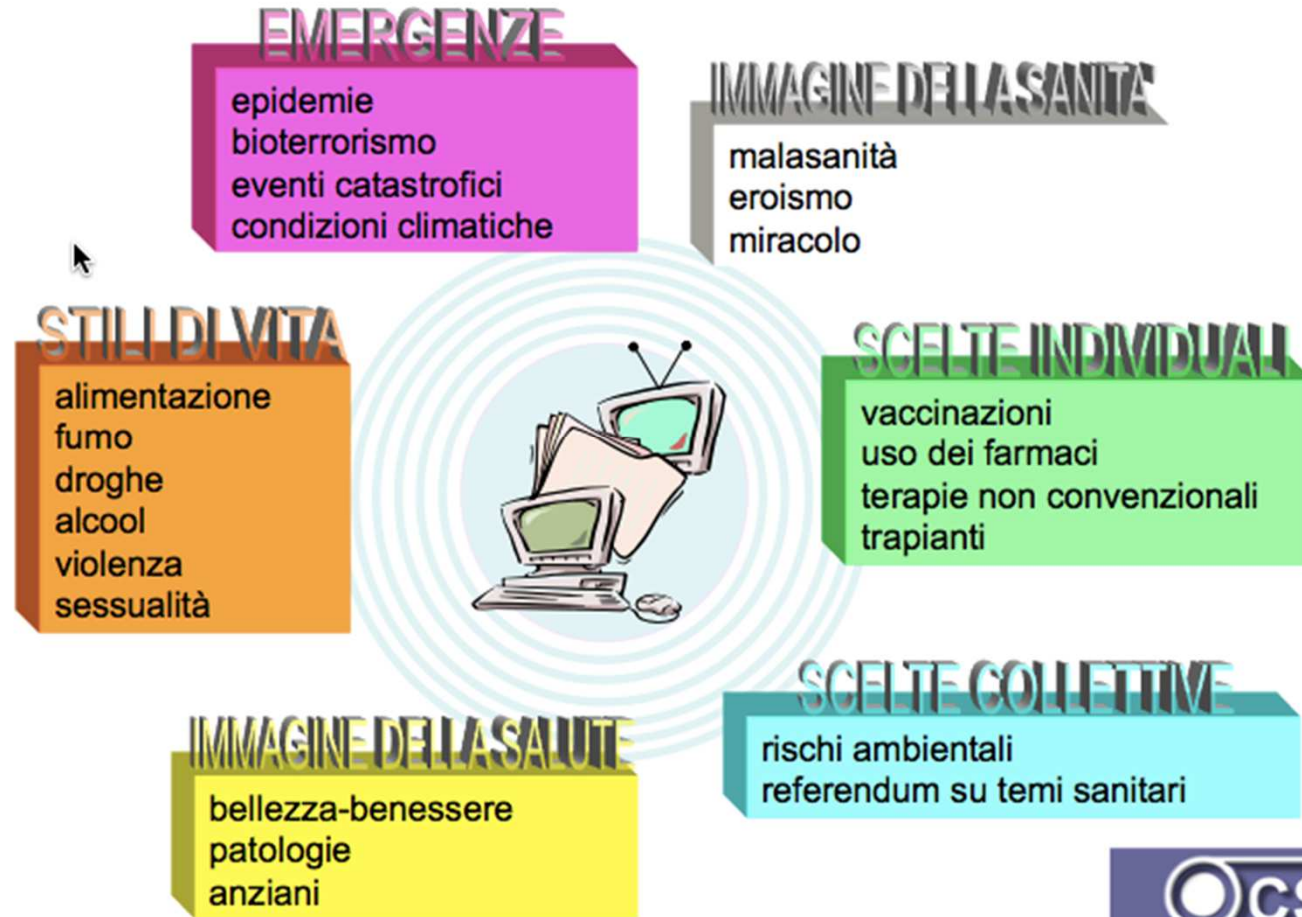 EMERGENZE
epidemie
bioterrorismo
eventi catastrofici
condizioni climatiche
IMMAGINE DELLA SANITA'
malasanità
eroismo
miracolo
STILI DI VITA
alimentazione
fumo
droghe
alcool
violenza
sessualità
SCELTE INDIVIDUALI
vaccinazioni
uso dei farmaci
terapie non convenzionali
trapianti
IMMAGINE DELLA SALUTE
bellezza-benessere
patologie
anziani
SCELTE COLLETTIVE
rischi ambientali
referendum su temi sanitari